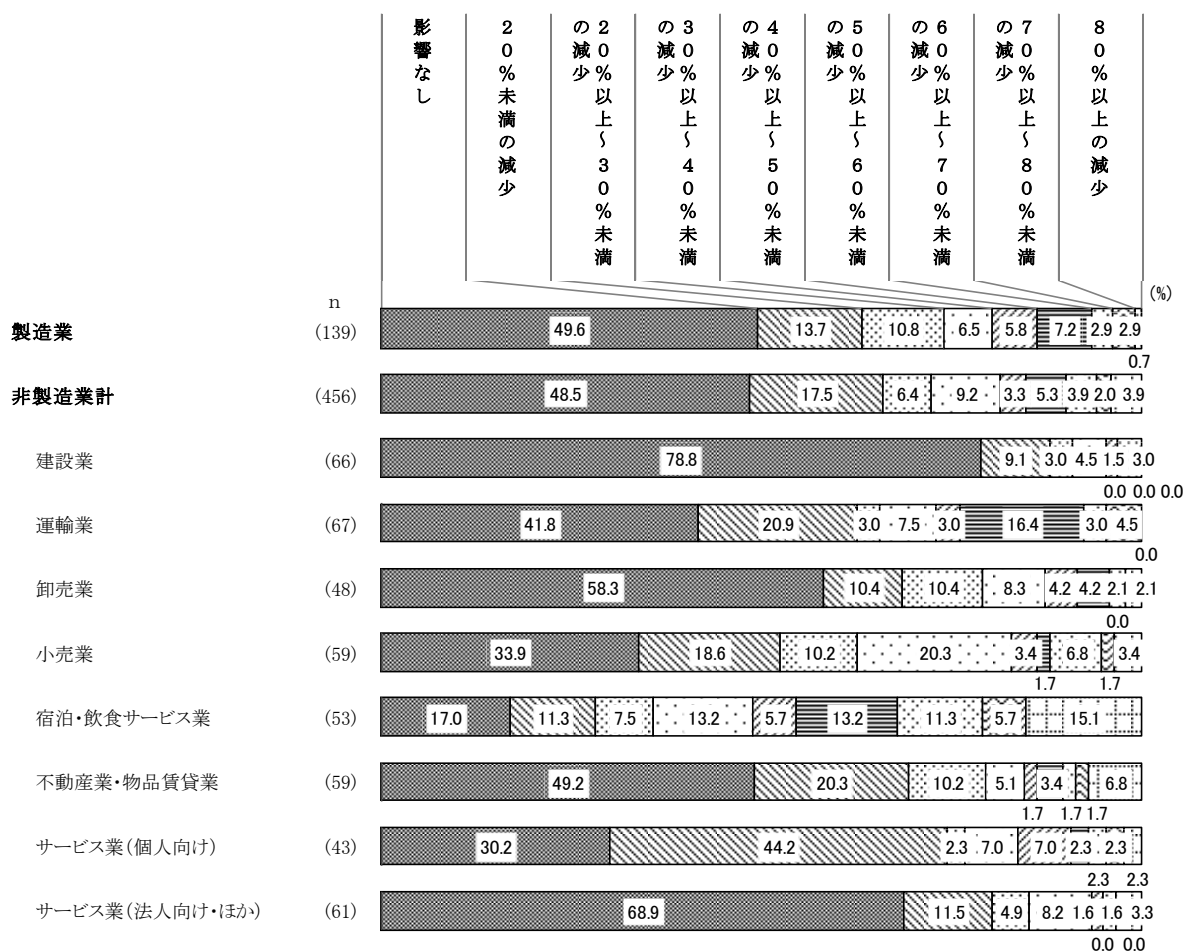 影響なし
２０％未満の減少
２０％以上～３０％未満
の減少
３０％以上～４０％未満
の減少
４０％以上～５０％未満
の減少
５０％以上～６０％未満
の減少
６０％以上～７０％未満
の減少
７０％以上～８０％未満
の減少
８０％以上の減少
n
(%)
製造業 (139) 49.6 13.7 10.8 6.5 5.8 7.2 2.9 2.9
0.7
非製造業計 (456) 48.5 17.5 6.4 9.2 3.3 5.3 3.9 2.0 3.9
建設業 (66) 78.8 9.1 3.0 4.5 1.5 3.0
0.0 0.0 0.0
運輸業 (67) 41.8 20.9 3.0 7.5 3.0 16.4 3.0 4.5
0.0
卸売業 (48) 58.3 10.4 10.4 8.3 4.2 4.2 2.1 2.1
0.0
小売業 (59) 33.9 18.6 10.2 20.3 3.4 6.8 3.4
1.7 1.7
宿泊・飲食サービス業 (53) 17.0 11.3 7.5 13.2 5.7 13.2 11.3 5.7 15.1
不動産業・物品賃貸業 (59) 49.2 20.3 10.2 5.1 3.4 6.8
1.7 1.7 1.7
サービス業（個人向け） (43) 30.2 44.2 2.3 7.0 7.0 2.3 2.3
2.3 2.3
サービス業（法人向け・ほか） (61) 68.9 11.5 4.9 8.2 1.6 1.6 3.3
0.0 0.0